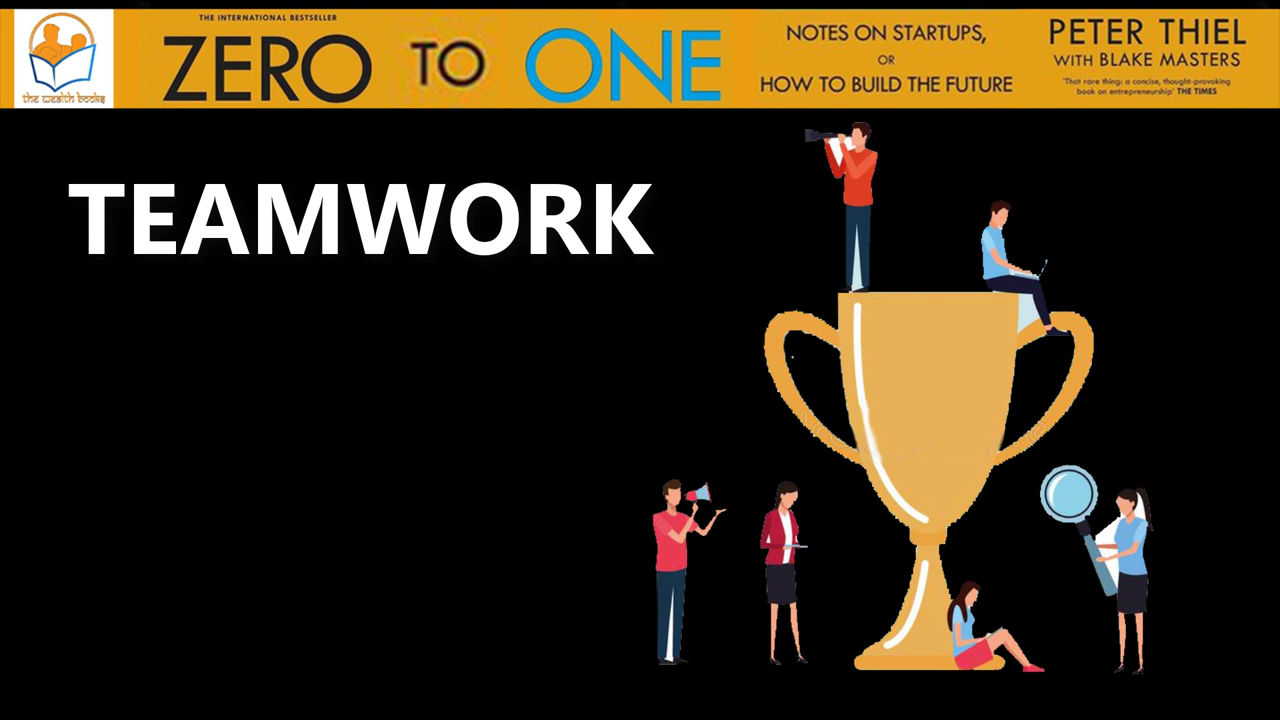 THE INTERNATIONAL BESTSELLER
ZERO TO ONE
NOTES ON STARTUPS,
OR
HOW TO BUILD THE FUTURE
PETER THIEL
WITH BLAKE MASTERS
'That rare thing: a concise, thought-provoking
book on entrepreneurship' THE TIMES
the wealth books
TEAMWORK